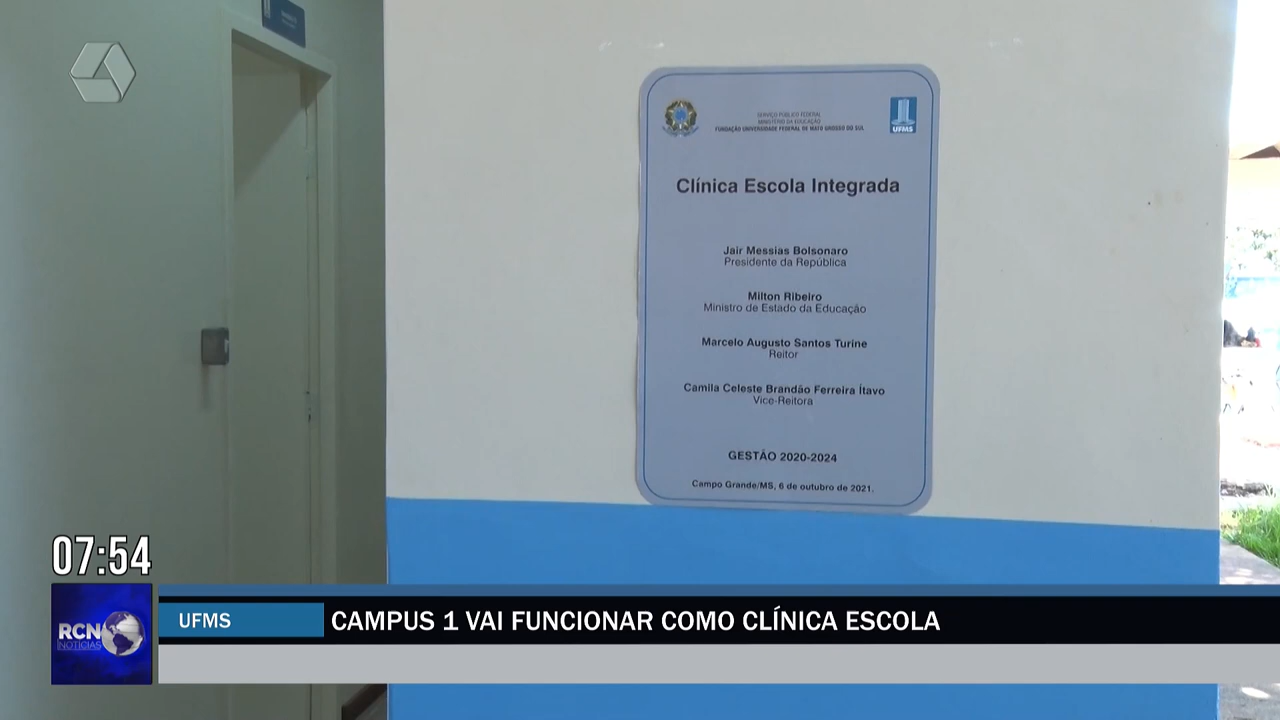 SERVIÇO PÚBLICO FEDERAL
MINISTÉRIO DA EDUCAÇÃO
FUNDAÇÃO UNIVERSIDADE FEDERAL DE MATO GROSSO DO SUL
UFMS
Clínica Escola Integrada
Jair Messias Bolsonaro
Presidente da República
Milton Ribeiro
Ministro de Estado da Educação
Marcelo Augusto Santos Turine
Reitor
Camila Celeste Brandão Ferreira Ítavo
Vice-Reitora
GESTÃO 2020-2024
Campo Grande/MS, 6 de outubro de 2021.
07:54
RCN
NOTÍCIAS
UFMS
CAMPUS 1 VAI FUNCIONAR COMO CLÍNICA ESCOLA